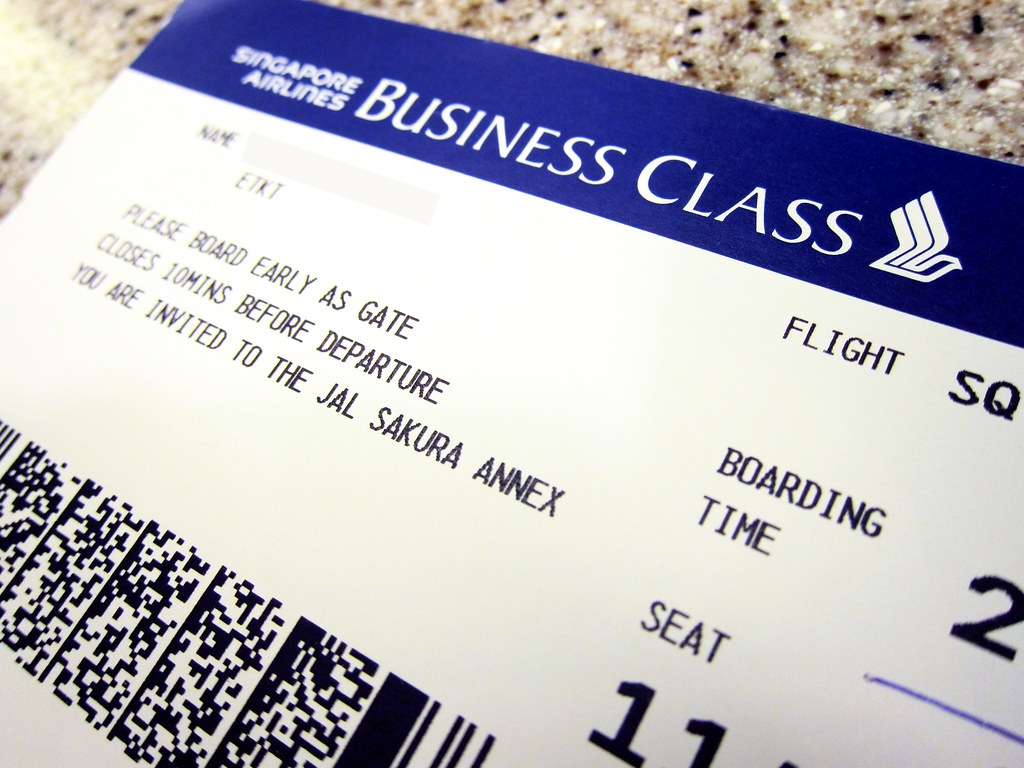 SINGAPORE
AIRLINES
BUSINESS CLASS
NAME
ETKT
PLEASE BOARD EARLY AS GATE
CLOSES 10MINS BEFORE DEPARTURE
YOU ARE INVITED TO THE JAL SAKURA ANNEX
FLIGHT SQ
BOARDING
TIME 2
SEAT
11